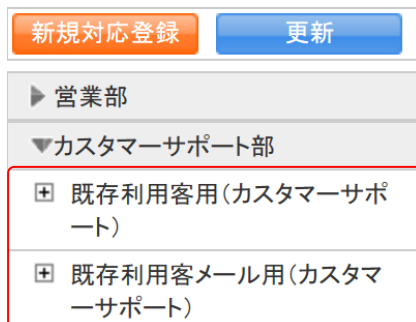 新規対応登録 更新
営業部
カスタマーサポート部
既存利用客用(カスタマーサポ
ート)
既存利用客メール用(カスタマ
ーサポート)